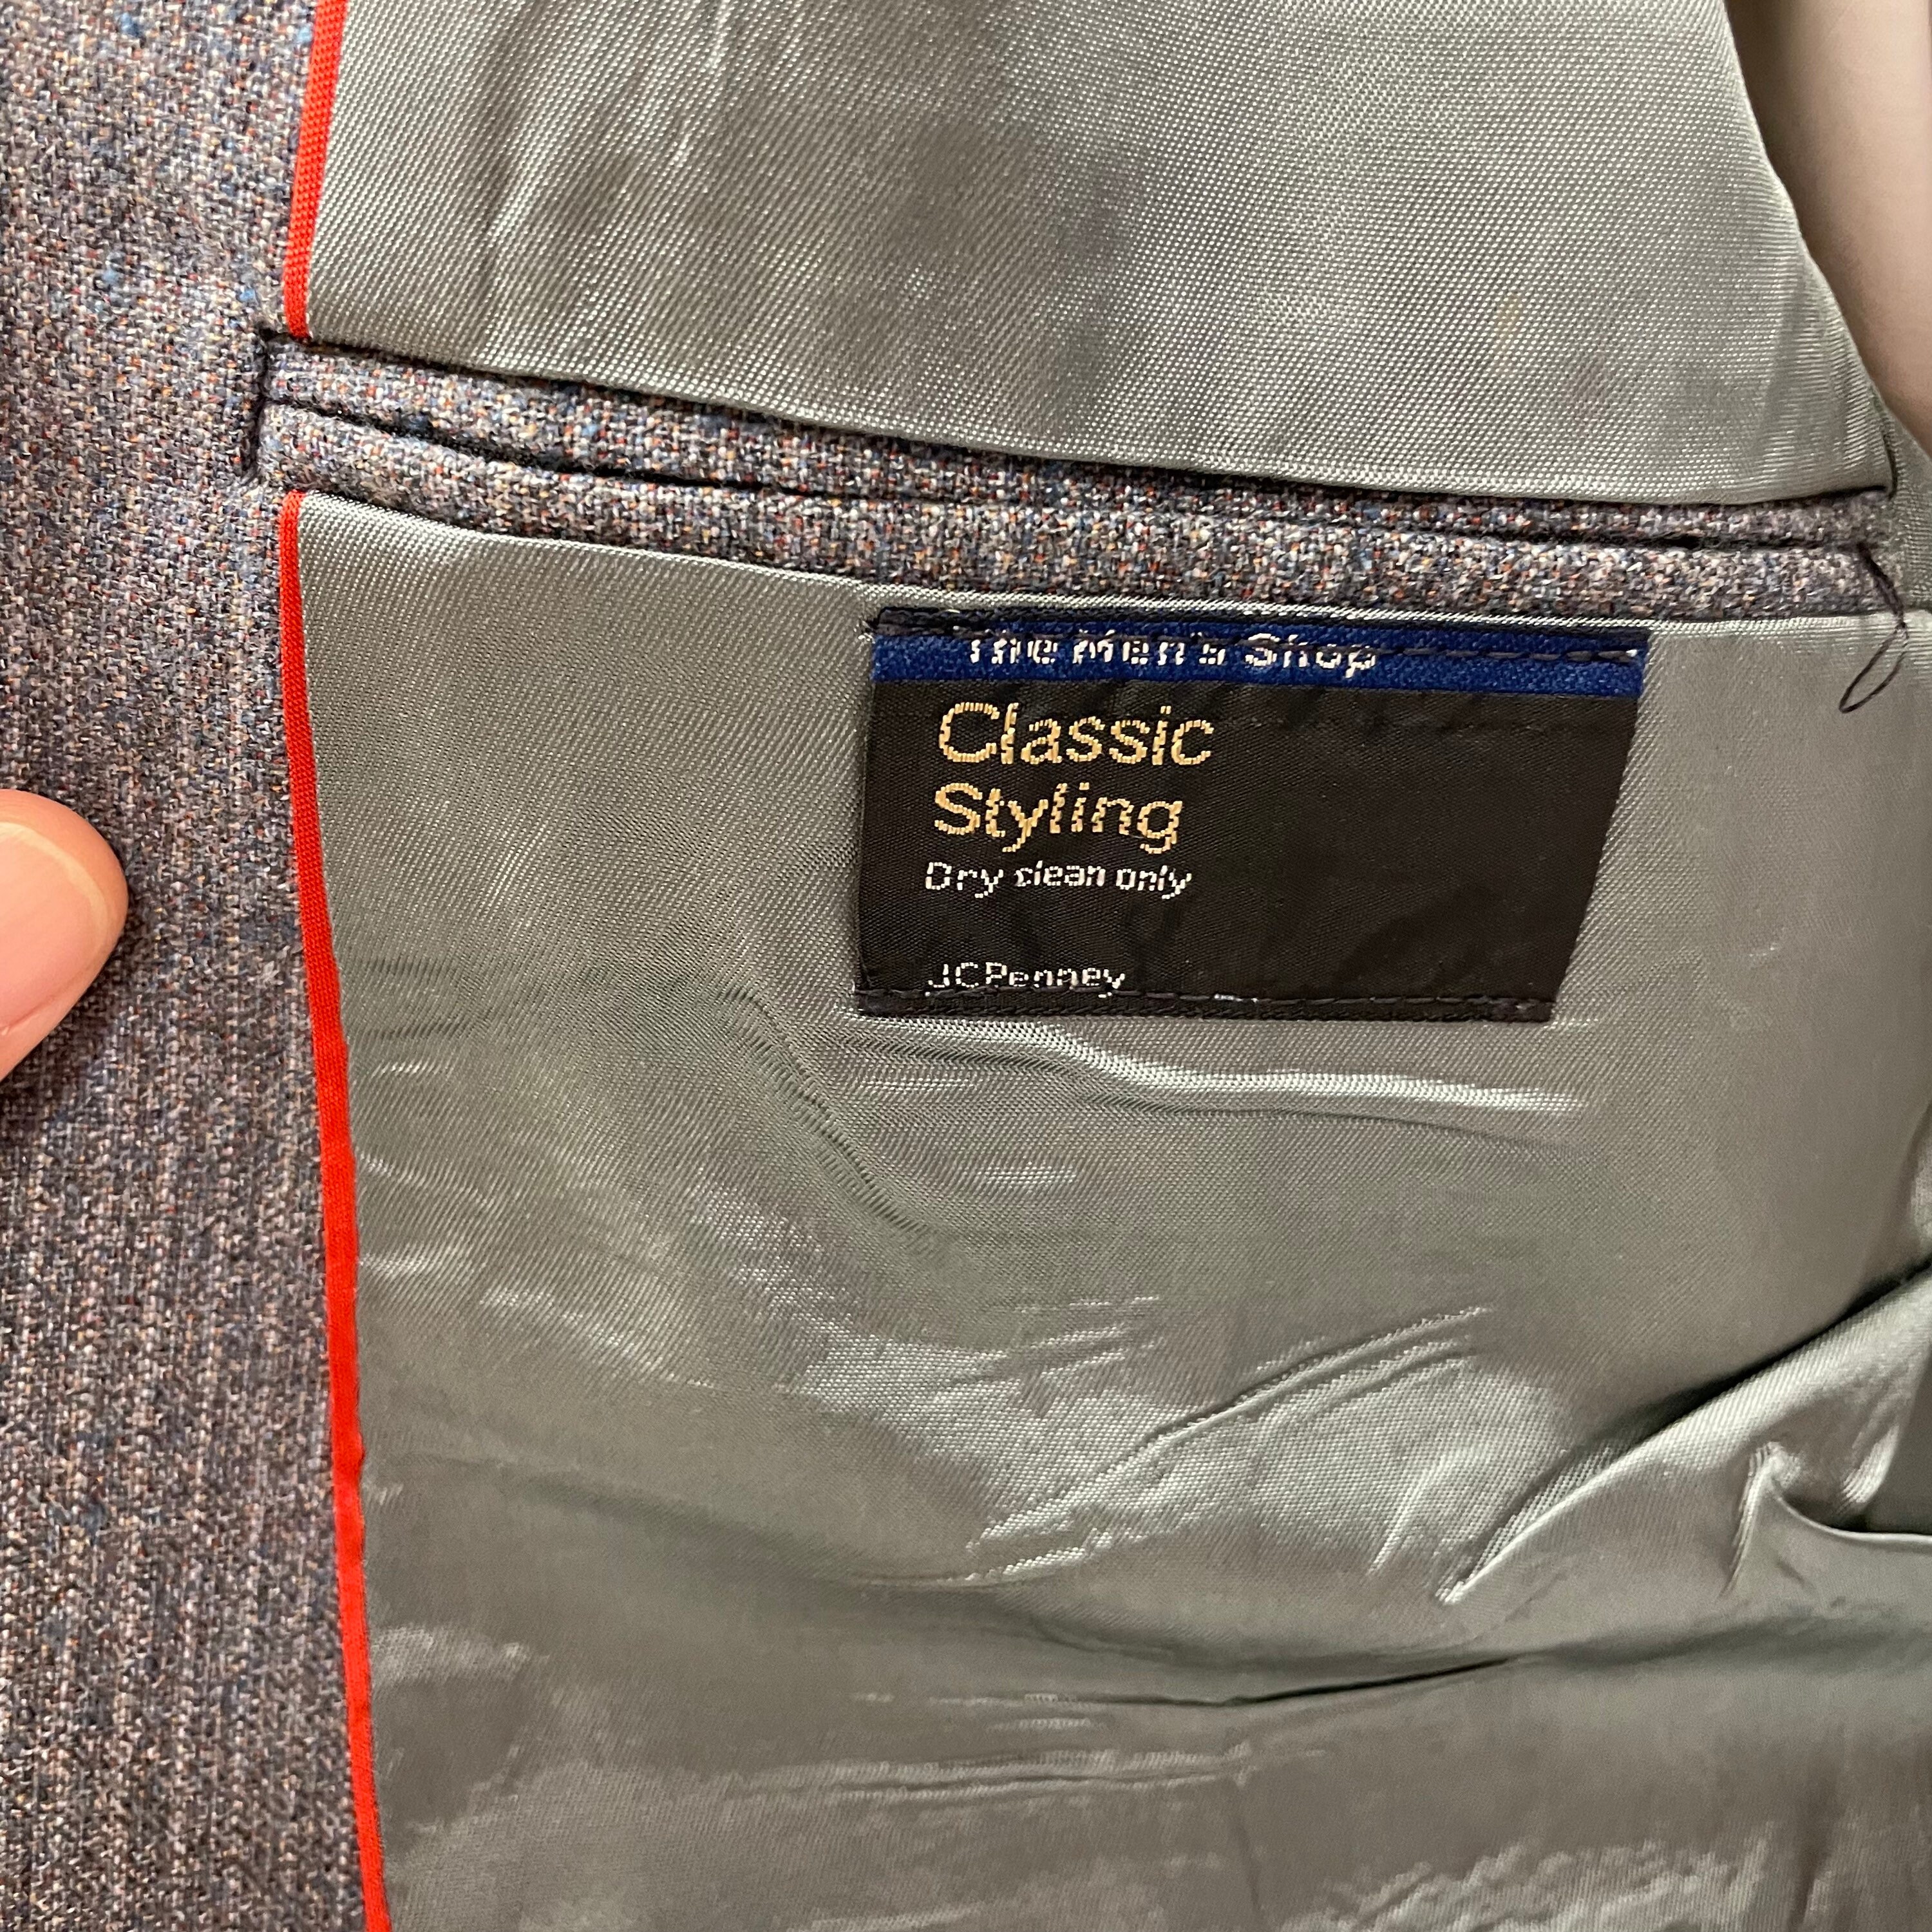 The Men's Shop
Classic
Styling
Dry clean only
JCPenney